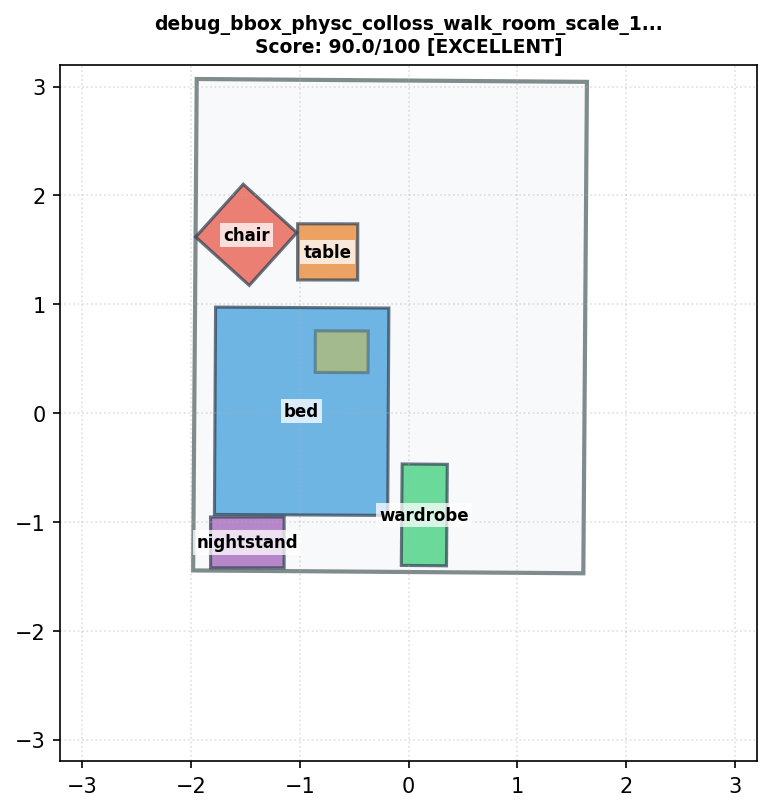 debug_bbox_physc_colloss_walk_room_scale_1...
Score: 90.0/100 [EXCELLENT]
3
2
1
0
−1
−2
−3
chair
table
bed
wardrobe
nightstand
−3 −2 −1 0 1 2 3